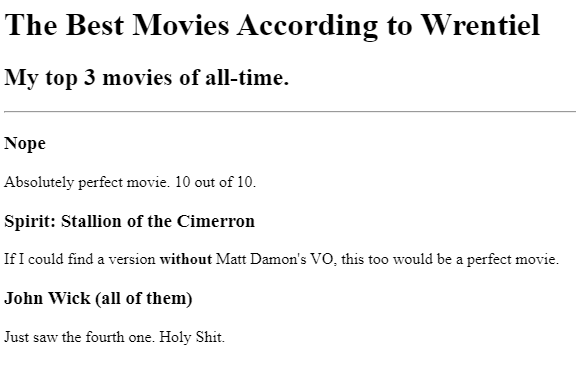 The Best Movies According to Wrentiel
My top 3 movies of all-time.
Nope
Absolutely perfect movie. 10 out of 10.
Spirit: Stallion of the Cimerron
If I could find a version without Matt Damon's VO, this too would be a perfect movie.
John Wick (all of them)
Just saw the fourth one. Holy Shit.